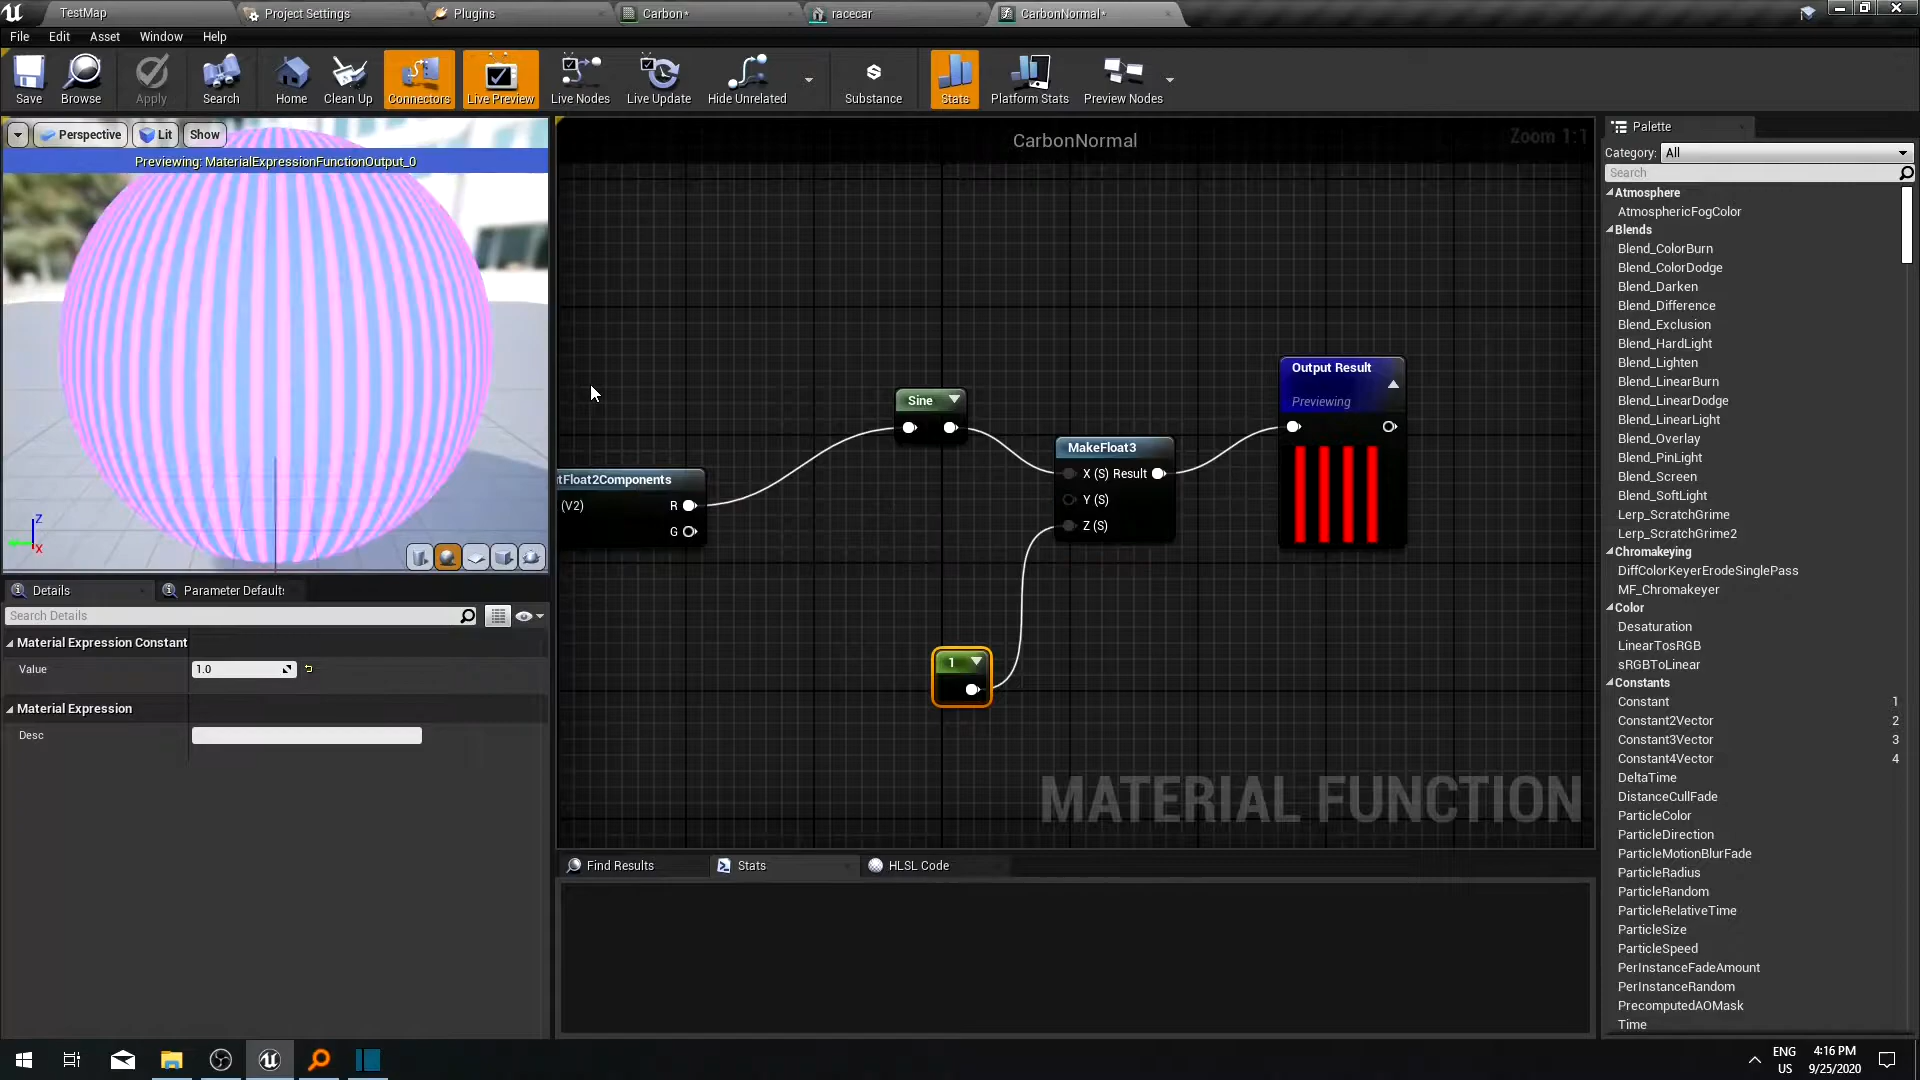 TestMap
Project Settings
Plugins
Carbon*
racecar
CarbonNormal*
File
Edit
Asset
Window
Help
Save
Browse
Apply
Search
Home
Clean Up
Connectors
Live Preview
Live Nodes
Live Update
Hide Unrelated
Substance
Stats
Platform Stats
Preview Nodes
Perspective
Lit
Show
Previewing: MaterialExpressionFunctionOutput_0
Z
X
Details
Parameter Defaults
Search Details
Material Expression Constant
Value
1.0
Material Expression
Desc
CarbonNormal
Zoom 1:1
tFloat2Components
(V2)
R
G
Sine
MakeFloat3
X (S) Result
Y (S)
Z (S)
1
Output Result
Previewing
MATERIAL FUNCTION
Find Results
Stats
HLSL Code
Palette
Category: All
Search
Atmosphere
AtmosphericFogColor
Blends
Blend_ColorBurn
Blend_ColorDodge
Blend_Darken
Blend_Difference
Blend_Exclusion
Blend_HardLight
Blend_Lighten
Blend_LinearBurn
Blend_LinearDodge
Blend_LinearLight
Blend_Overlay
Blend_PinLight
Blend_Screen
Blend_SoftLight
Lerp_ScratchGrime
Lerp_ScratchGrime2
Chromakeying
DiffColorKeyerErodeSinglePass
MF_Chromakeyer
Color
Desaturation
LinearTosRGB
sRGBToLinear
Constants
Constant 1
Constant2Vector 2
Constant3Vector 3
Constant4Vector 4
DeltaTime
DistanceCullFade
ParticleColor
ParticleDirection
ParticleMotionBlurFade
ParticleRadius
ParticleRandom
ParticleRelativeTime
ParticleSize
ParticleSpeed
PerInstanceFadeAmount
PerInstanceRandom
PrecomputedAOMask
Time
ENG
US
4:16 PM
9/25/2020